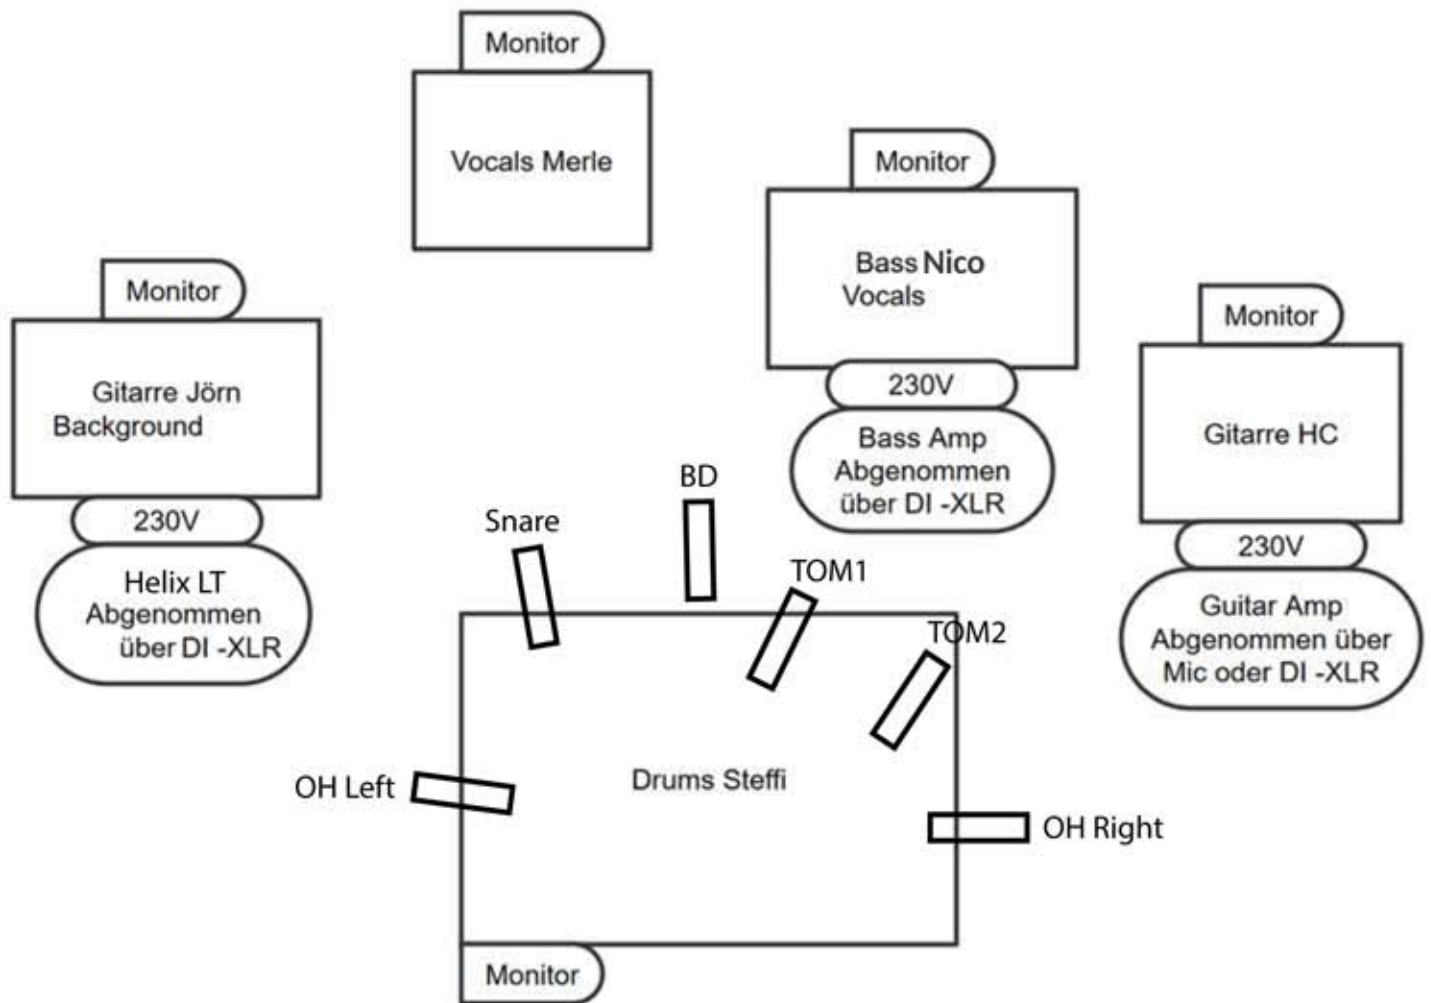 Monitor
Vocals Merle
Monitor
Bass Nico
Vocals
230V
Bass Amp
Abgenommen
über DI -XLR
Monitor
Gitarre Jörn
Background
230V
Helix LT
Abgenommen
über DI -XLR
Monitor
Gitarre HC
230V
Guitar Amp
Abgenommen über
Mic oder DI -XLR
BD
Snare
TOM1
TOM2
OH Left
Drums Steffi
OH Right
Monitor